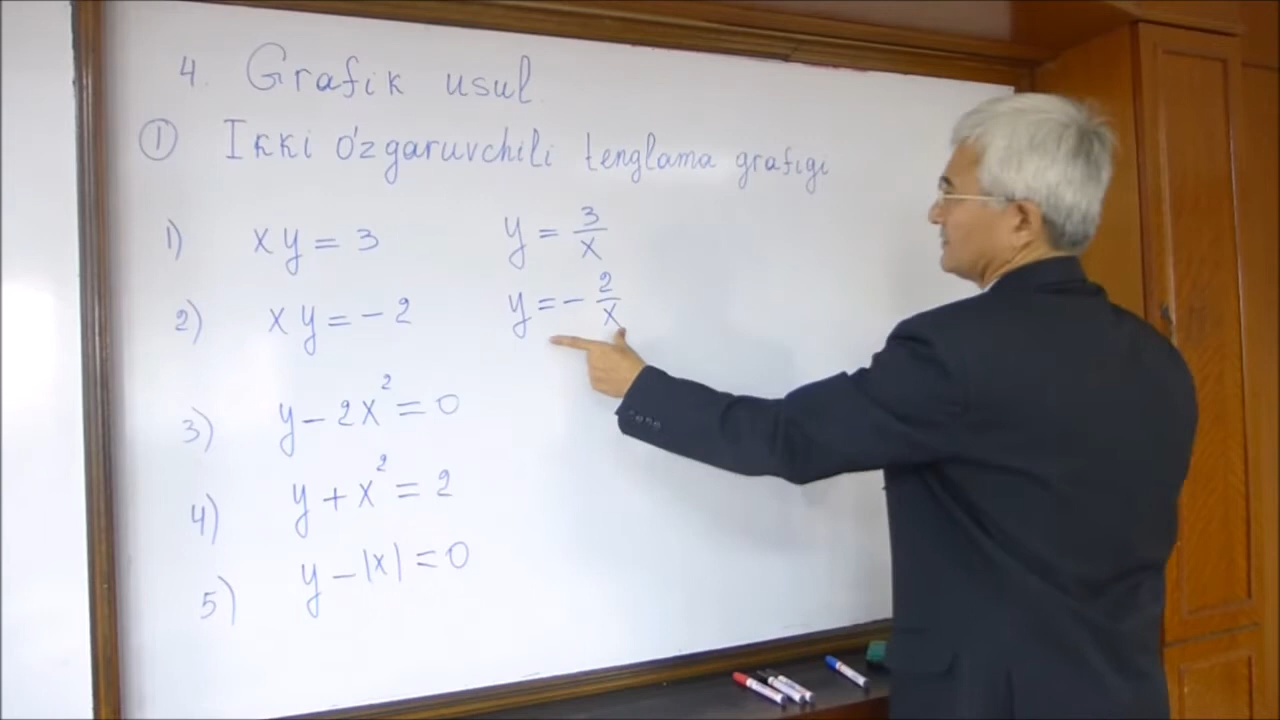 4. Grafik usul
① Ikki o'zgaruvchili tenglama grafigi
1) xy = 3 y = 3/x
2) xy = -2 y = - 2/x
3) y - 2x² = 0
4) y + x² = 2
5) y - |x| = 0